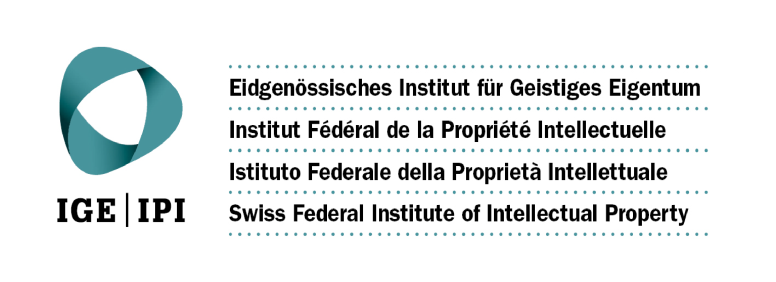 Eidgenössisches Institut für Geistiges Eigentum
Institut Fédéral de la Propriété Intellectuelle
Istituto Federale della Proprietà Intellettuale
Swiss Federal Institute of Intellectual Property
IGE | IPI